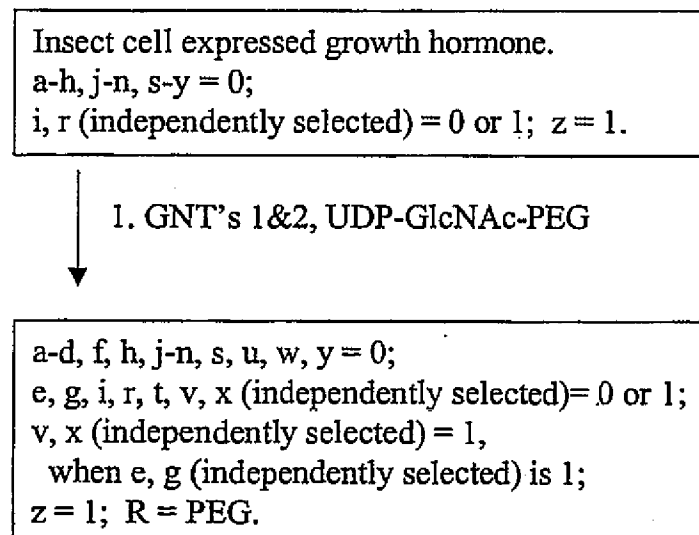 Insect cell expressed growth hormone.
a-h, j-n, s-y = 0;
i, r (independently selected) = 0 or 1; z = 1.
1. GNT's 1&2, UDP-GlcNAc-PEG
a-d, f, h, j-n, s, u, w, y = 0;
e, g, i, r, t, v, x (independently selected)= 0 or 1;
v, x (independently selected) = 1,
when e, g (independently selected) is 1;
z = 1; R = PEG.